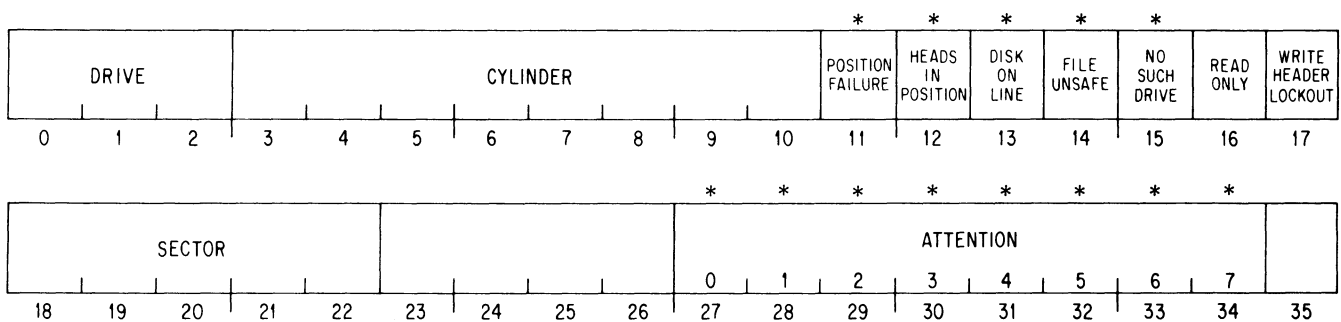 * * * * *
DRIVE CYLINDER POSITION FAILURE HEADS IN POSITION DISK ON LINE FILE UNSAFE NO SUCH DRIVE READ ONLY WRITE HEADER LOCKOUT
0 1 2 3 4 5 6 7 8 9 10 11 12 13 14 15 16 17
* * * * * * * *
SECTOR ATTENTION
0 1 2 3 4 5 6 7
18 19 20 21 22 23 24 25 26 27 28 29 30 31 32 33 34 35